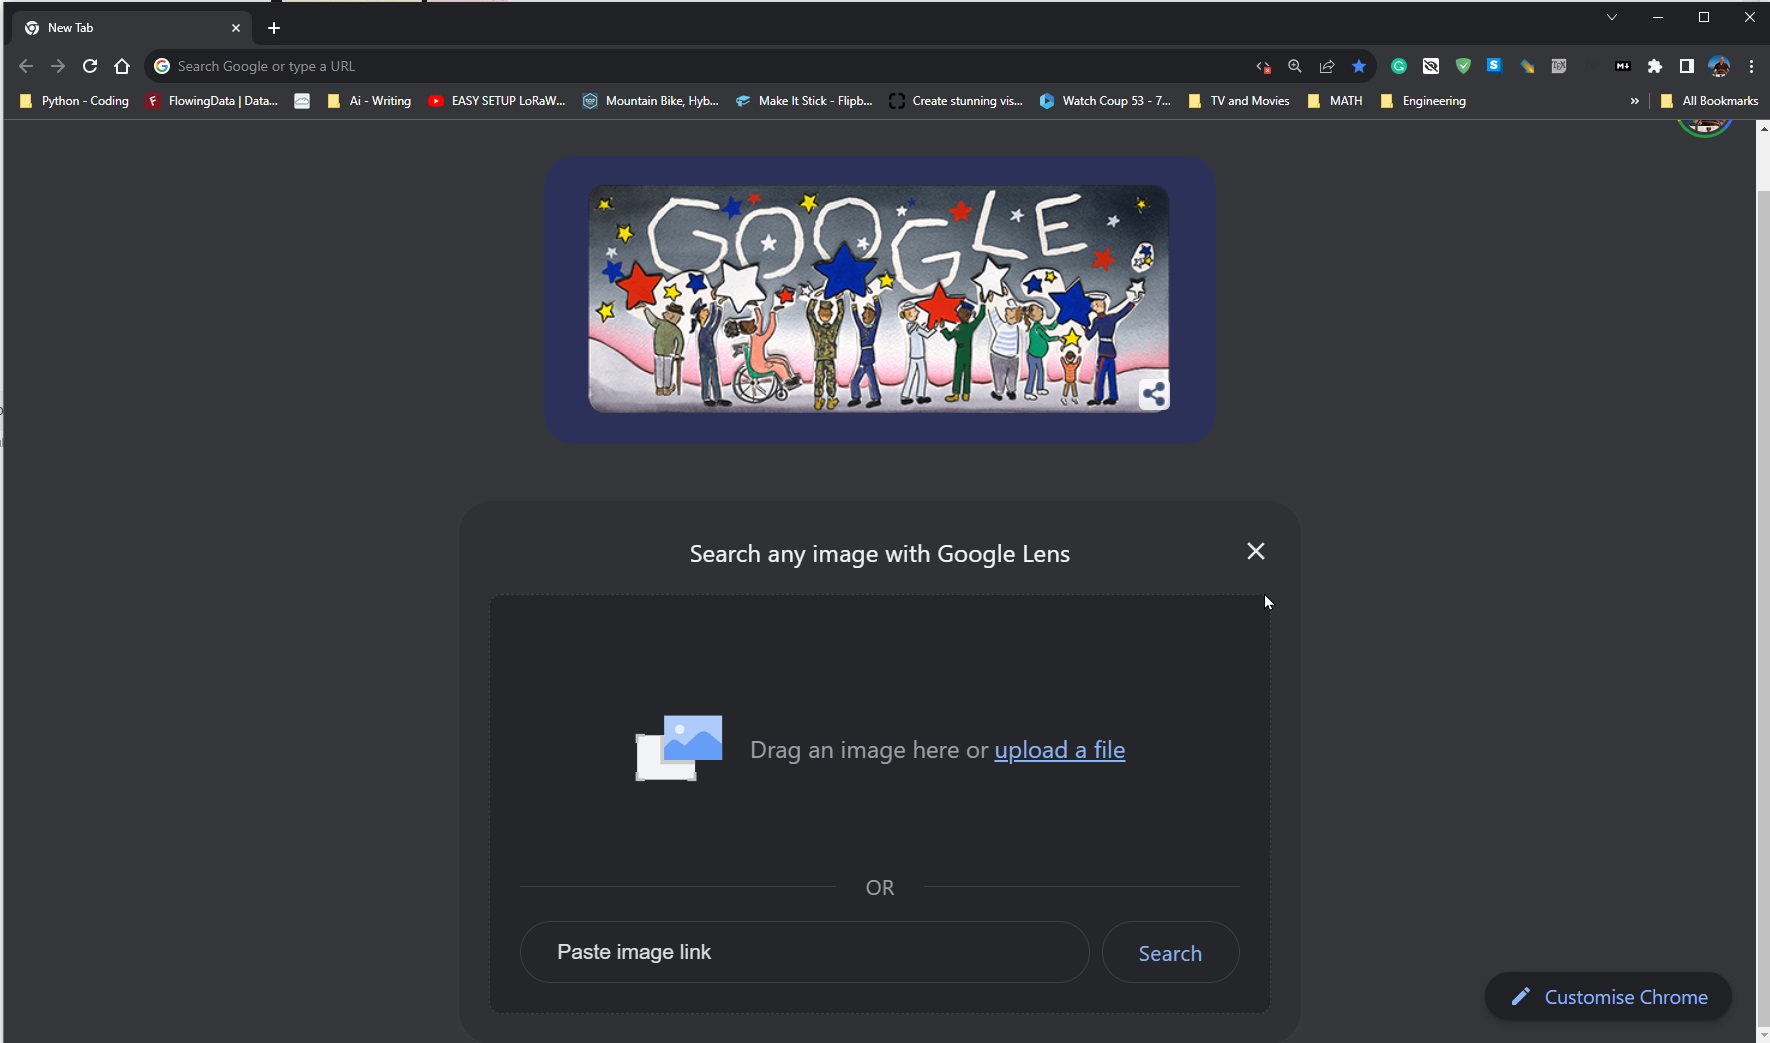 New Tab
Search Google or type a URL
Python - Coding
FlowingData | Data...
Ai - Writing
EASY SETUP LoRaW...
Mountain Bike, Hyb...
Make It Stick - Flipb...
Create stunning vis...
Watch Coup 53 - 7...
TV and Movies
MATH
Engineering
»
All Bookmarks
GOOGLE
Search any image with Google Lens
Drag an image here or upload a file
OR
Paste image link
Search
Customise Chrome